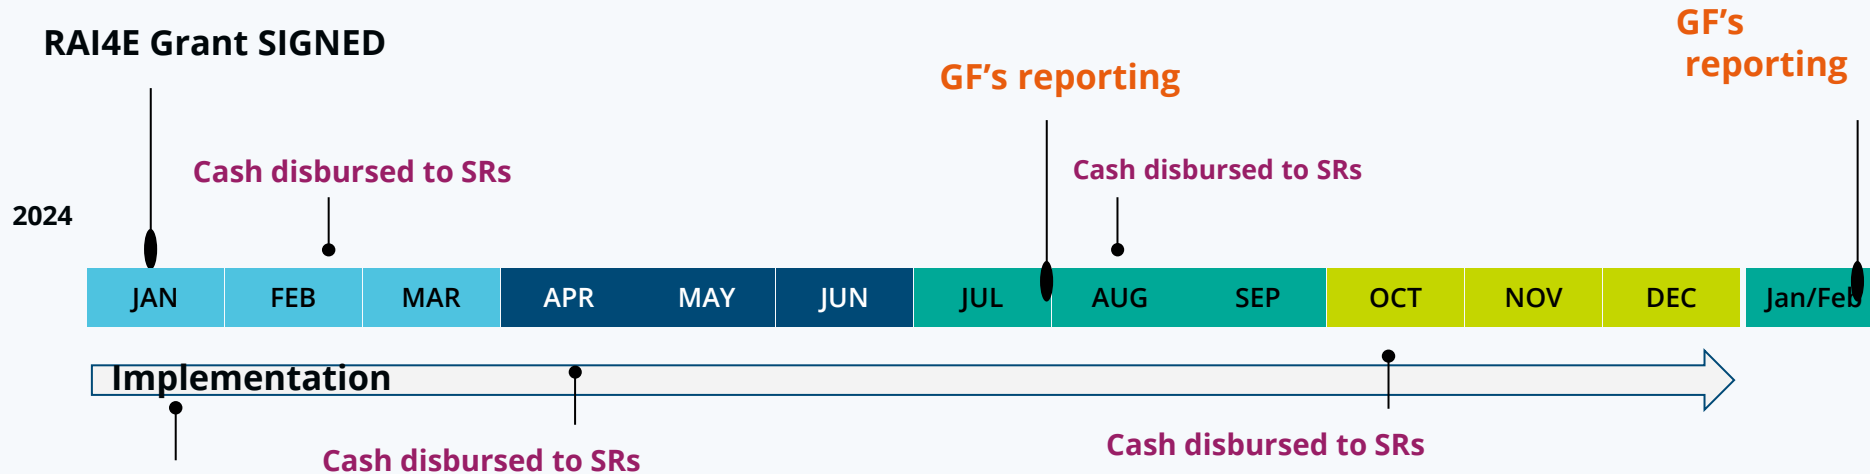 RAI4E Grant SIGNED
GF’s
reporting
GF’s reporting
Cash disbursed to SRs
Cash disbursed to SRs
2024
JAN
FEB
MAR
APR
MAY
JUN
JUL
AUG
SEP
OCT
NOV
DEC
Jan/Feb
Implementation
Cash disbursed to SRs
Cash disbursed to SRs